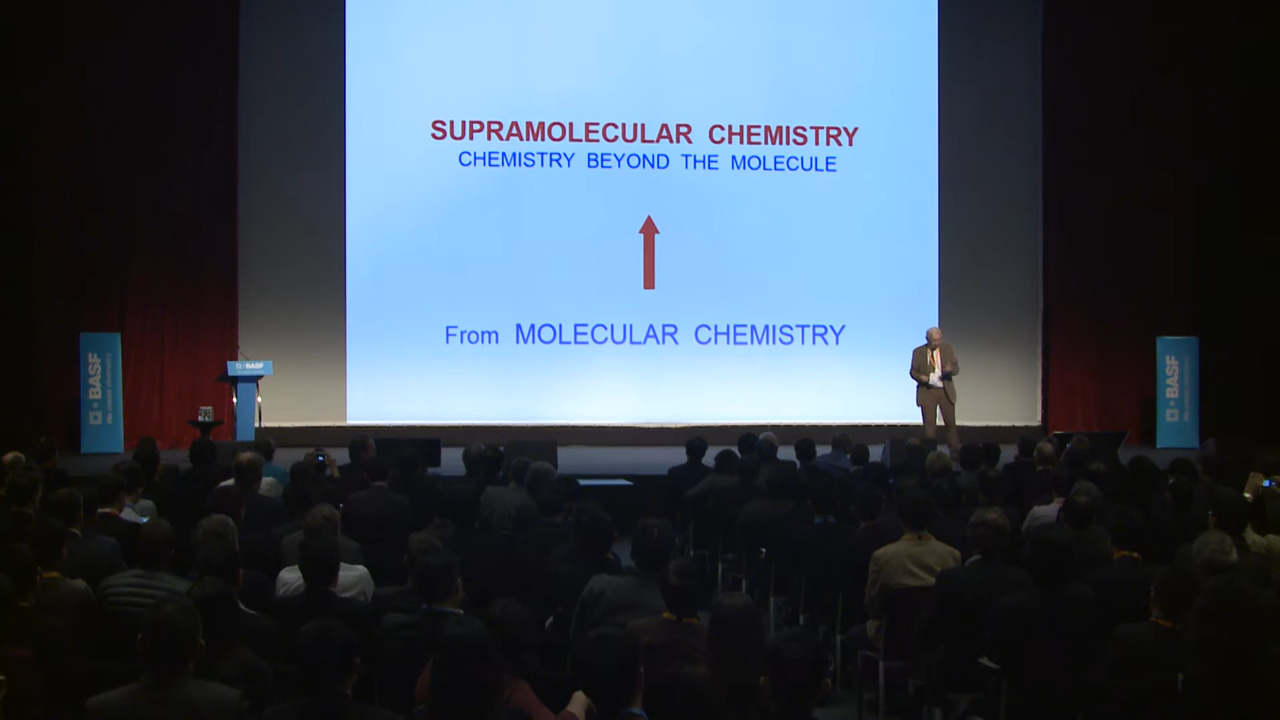 SUPRAMOLECULAR CHEMISTRY
CHEMISTRY BEYOND THE MOLECULE
From MOLECULAR CHEMISTRY
BASF
BASF
BASF